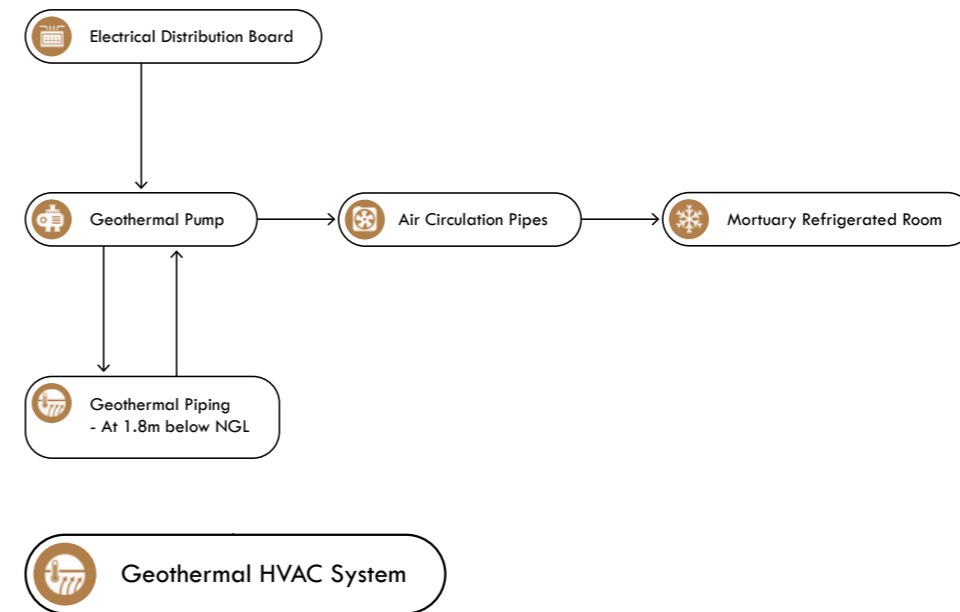 Electrical Distribution Board
Geothermal Pump
Air Circulation Pipes
Mortuary Refrigerated Room
Geothermal Piping
- At 1.8m below NGL
Geothermal HVAC System